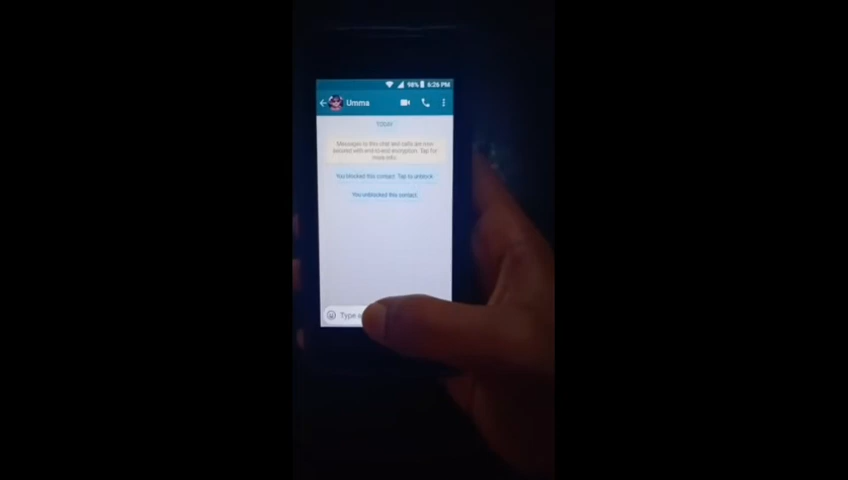 98% 6:26 PM
Umma
TODAY
Messages to this chat and calls are now
secured with end-to-end encryption. Tap for
more info.
You blocked this contact. Tap to unblock.
You unblocked this contact.
Type a